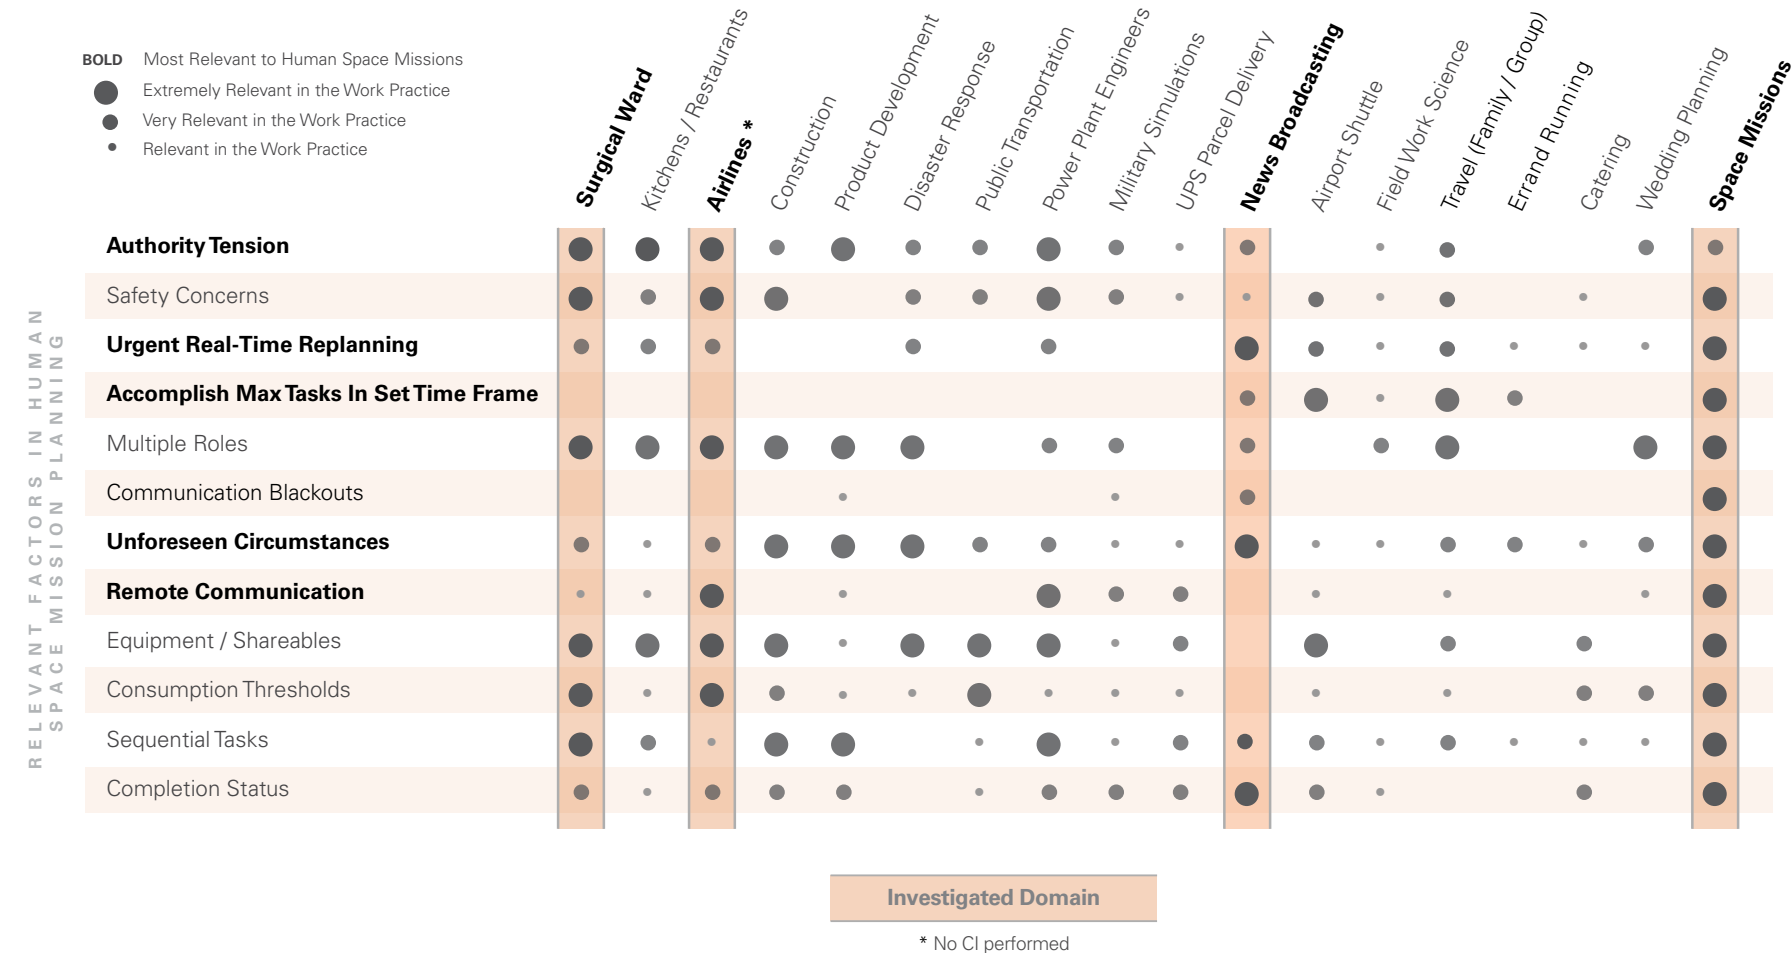 BOLD Most Relevant to Human Space Missions
Extremely Relevant in the Work Practice
Very Relevant in the Work Practice
Relevant in the Work Practice
Surgical Ward
Kitchens / Restaurants
Airlines *
Construction
Product Development
Disaster Response
Public Transportation
Power Plant Engineers
Military Simulations
UPS Parcel Delivery
News Broadcasting
Airport Shuttle
Field Work Science
Travel (Family / Group)
Errand Running
Catering
Wedding Planning
Space Missions
RELEVANT FACTORS IN HUMAN
SPACE MISSION PLANNING
Authority Tension
Safety Concerns
Urgent Real-Time Replanning
Accomplish Max Tasks In Set Time Frame
Multiple Roles
Communication Blackouts
Unforeseen Circumstances
Remote Communication
Equipment / Shareables
Consumption Thresholds
Sequential Tasks
Completion Status
Investigated Domain
* No CI performed